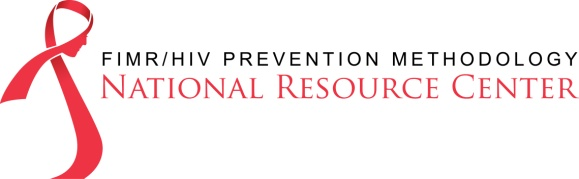 FIMR/HIV PREVENTION METHODOLOGY
NATIONAL RESOURCE CENTER